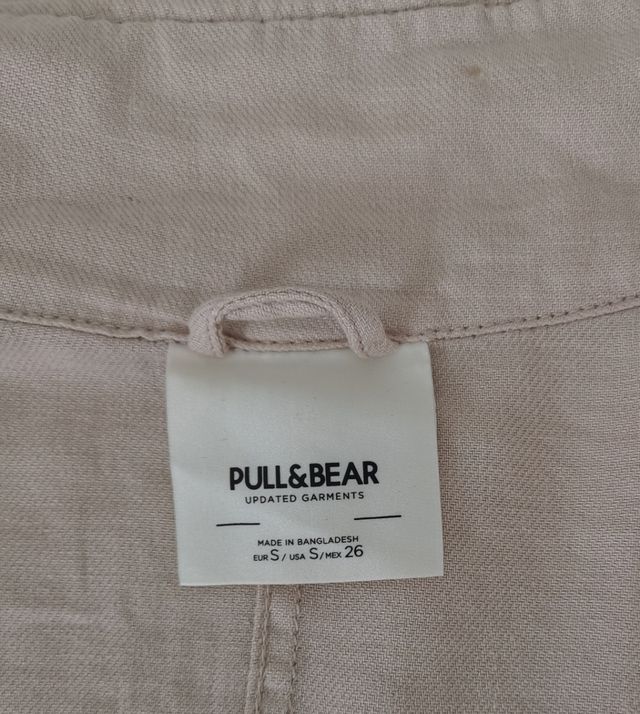 PULL&BEAR
UPDATED GARMENTS
MADE IN BANGLADESH
EUR S / USA S / MEX 26